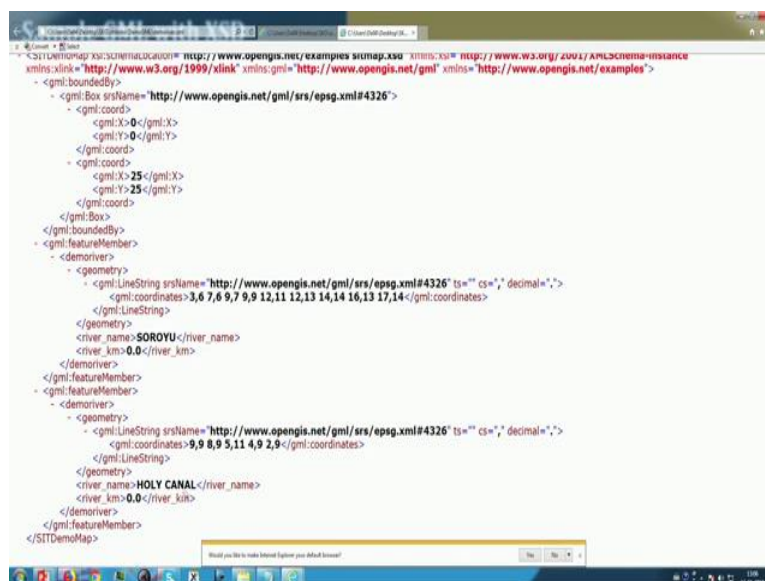 Sample GML with XSD
Convert Select
- <SITDemoMap xsi:schemaLocation="http://www.opengis.net/examples sitmap.xsd" xmlns:xsi="http://www.w3.org/2001/XMLSchema-instance"
xmlns:xlink="http://www.w3.org/1999/xlink" xmlns:gml="http://www.opengis.net/gml" xmlns="http://www.opengis.net/examples">
- <gml:boundedBy>
- <gml:Box srsName="http://www.opengis.net/gml/srs/epsg.xml#4326">
- <gml:coord>
<gml:X>0</gml:X>
<gml:Y>0</gml:Y>
</gml:coord>
- <gml:coord>
<gml:X>25</gml:X>
<gml:Y>25</gml:Y>
</gml:coord>
</gml:Box>
</gml:boundedBy>
- <gml:featureMember>
- <demoriver>
- <geometry>
- <gml:LineString srsName="http://www.opengis.net/gml/srs/epsg.xml#4326" ts="" cs="," decimal=".">
<gml:coordinates>3,6 7,6 9,7 9,9 12,11 12,13 14,14 16,13 17,14</gml:coordinates>
</gml:LineString>
</geometry>
<river_name>SOROYU</river_name>
<river_km>0.0</river_km>
</demoriver>
</gml:featureMember>
- <gml:featureMember>
- <demoriver>
- <geometry>
- <gml:LineString srsName="http://www.opengis.net/gml/srs/epsg.xml#4326" ts="" cs="," decimal=".">
<gml:coordinates>9,9 8,9 5,11 4,9 2,9</gml:coordinates>
</gml:LineString>
</geometry>
<river_name>HOLY CANAL</river_name>
<river_km>0.0</river_km>
</demoriver>
</gml:featureMember>
</SITDemoMap>
Would you like to make Internet Explorer your default browser? Yes No